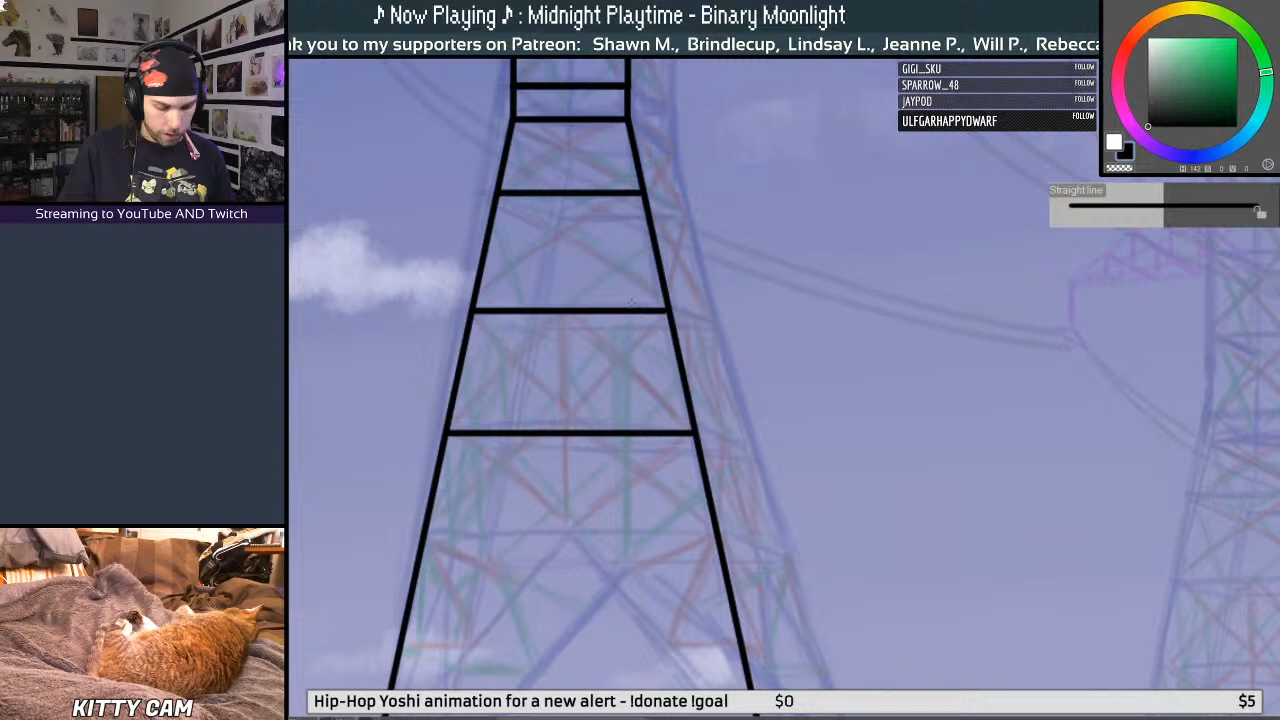 ♪ Now Playing ♪ : Midnight Playtime - Binary Moonlight
k you to my supporters on Patreon: Shawn M., Brindlecup, Lindsay L., Jeanne P., Will P., Rebecca
GIGI_SKU FOLLOW
SPARROW_48 FOLLOW
JAYPOD FOLLOW
ULFGARHAPPYDWARF FOLLOW
Straight line
Streaming to YouTube AND Twitch
KITTY CAM
Hip-Hop Yoshi animation for a new alert - !donate !goal $0 $5